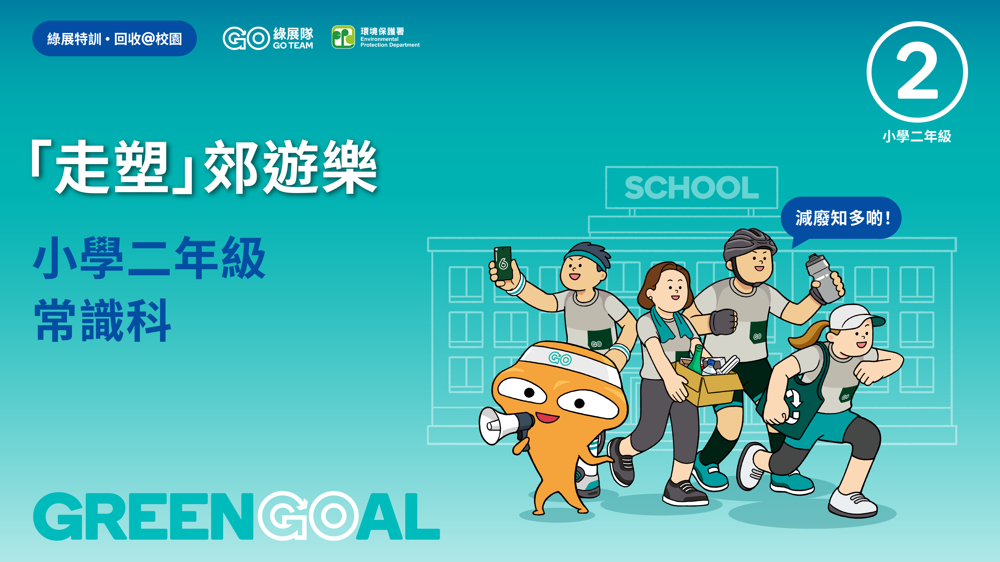 綠展特訓•回收@校園
GO 綠展隊
GO TEAM
環境保護署
Environmental
Protection Department
2
小學二年級
「走塑」郊遊樂
小學二年級
常識科
SCHOOL
減廢知多啲！
6
GO
GO
GO
GO
GREENGOAL